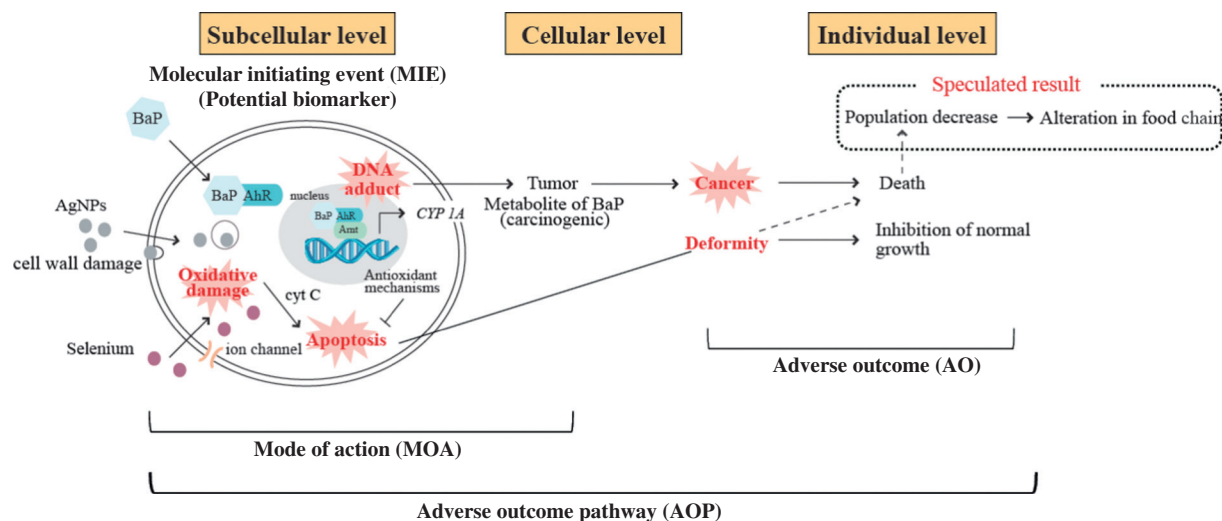 Subcellular level
Cellular level
Individual level
Molecular initiating event (MIE)
(Potential biomarker)
Speculated result
Population decrease
Alteration in food chain
BaP
DNA
adduct
BaP
AhR
nucleus
Tumor
Metabolite of BaP
(carcinogenic)
Cancer
Death
AgNPs
BaP
AhR
Arnt
CYP 1A
cell wall damage
Deformity
Inhibition of normal
growth
Oxidative
damage
cyt C
Antioxidant
mechanisms
Selenium
ion channel
Apoptosis
Adverse outcome (AO)
Mode of action (MOA)
Adverse outcome pathway (AOP)